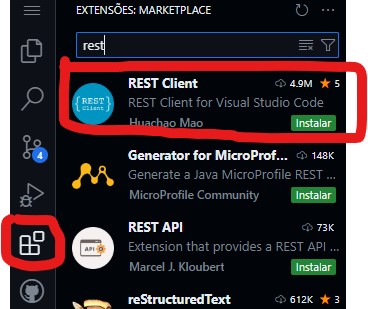 EXTENSÕES: MARKETPLACE
rest
REST Client 4.9M ★ 5
{REST}
Client
REST Client for Visual Studio Code
Huachao Mao Instalar
Generator for MicroProf... 148K
Generate a Java MicroProfile REST ...
MicroProfile Community Instalar
4
REST API 73K
API
Extension that provides a REST API ...
Marcel J. Kloubert Instalar
reStructuredText 612K ★ 3